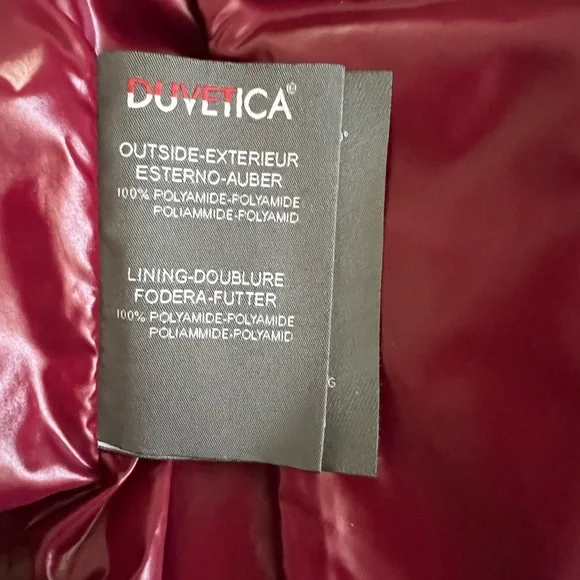 DUVETICA®
OUTSIDE-EXTERIEUR
ESTERNO-AUBER
100% POLYAMIDE-POLYAMIDE
POLIAMMIDE-POLYAMID
LINING-DOUBLURE
FODERA-FUTTER
100% POLYAMIDE-POLYAMIDE
POLIAMMIDE-POLYAMID
G